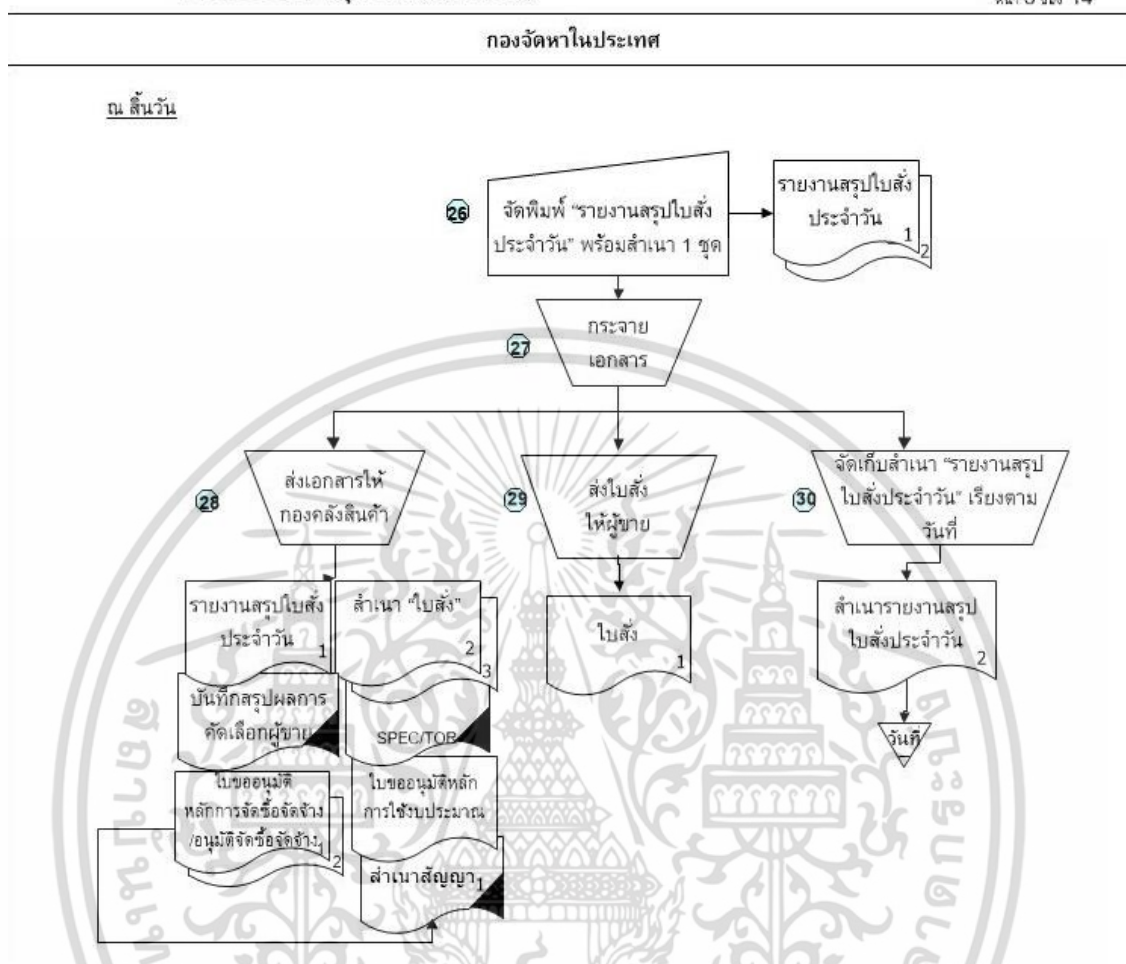 กองจัดหาในประเทศ
ณ สิ้นวัน
26
จัดพิมพ์ “รายงานสรุปใบสั่ง
ประจำวัน” พร้อมสำเนา 1 ชุด
รายงานสรุปใบสั่ง
ประจำวัน
1
2
27
กระจาย
เอกสาร
28
ส่งเอกสารให้
กองคลังสินค้า
29
ส่งใบสั่ง
ให้ผู้ขาย
30
จัดเก็บสำเนา “รายงานสรุป
ใบสั่งประจำวัน” เรียงตาม
วันที่
รายงานสรุปใบสั่ง
ประจำวัน
1
สำเนา “ใบสั่ง”
2
3
ใบสั่ง
1
สำเนารายงานสรุป
ใบสั่งประจำวัน
2
วันที่
บันทึกสรุปผลการ
คัดเลือกผู้ขาย
SPEC/TOR
ใบขออนุมัติ
หลักการจัดซื้อจัดจ้าง
/อนุมัติจัดซื้อจัดจ้าง
2
ใบขออนุมัติหลัก
การใช้งบประมาณ
สำเนาสัญญา
1